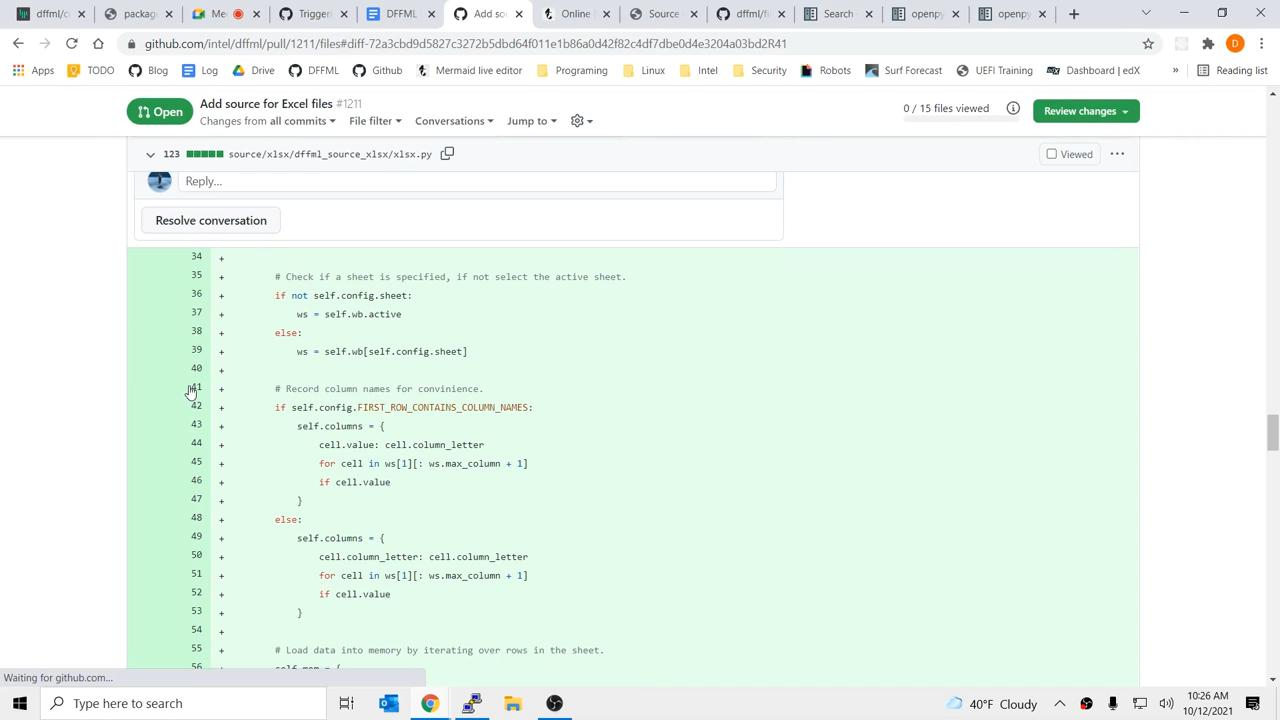 dffml/c
package
Me
Trigger
DFFML
Add so
Online
Source
dffml/
Search
openpy
openpy
github.com/intel/dffml/pull/1211/files#diff-72a3cbd9d5827c3273c5dbd64f011e1b86a0d42f82c4df7dbe0d4e3204a03bd2R41
D
Apps TODO Blog Log Drive DFFML Github Mermaid live editor Programing Linux Intel Security Robots Surf Forecast UEFI Training Dashboard | edX » Reading list
Open
Add source for Excel files #1211
Changes from all commits File filter Conversations Jump to
0 / 15 files viewed
Review changes
123 source/xlsx/dffml_source_xlsx/xlsx.py Viewed
Reply...
Resolve conversation
34 +
35 + # Check if a sheet is specified, if not select the active sheet.
36 + if not self.config.sheet:
37 + ws = self.wb.active
38 + else:
39 + ws = self.wb[self.config.sheet]
40 +
41 + # Record column names for convinience.
42 + if self.config.FIRST_ROW_CONTAINS_COLUMN_NAMES:
43 + self.columns = {
44 + cell.value: cell.column_letter
45 + for cell in ws[1][: ws.max_column + 1]
46 + if cell.value
47 + }
48 + else:
49 + self.columns = {
50 + cell.column_letter: cell.column_letter
51 + for cell in ws[1][: ws.max_column + 1]
52 + if cell.value
53 + }
54 +
55 + # Load data into memory by iterating over rows in the sheet.
56 + self.mem = {
Waiting for github.com...
Type here to search
40°F Cloudy
10:26 AM
10/12/2021